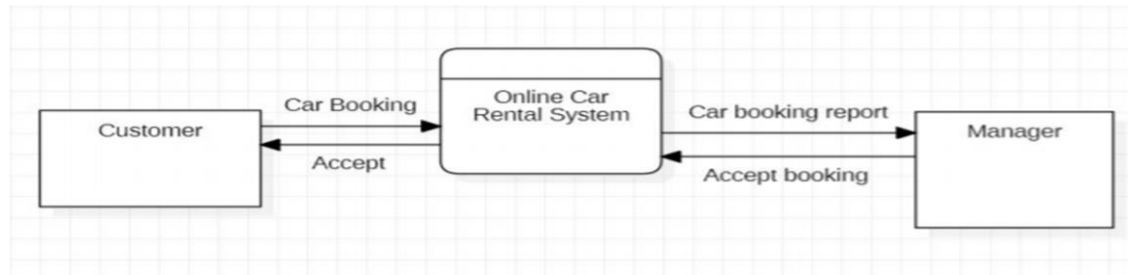 Customer
Car Booking
Accept
Online Car
Rental System
Car booking report
Accept booking
Manager